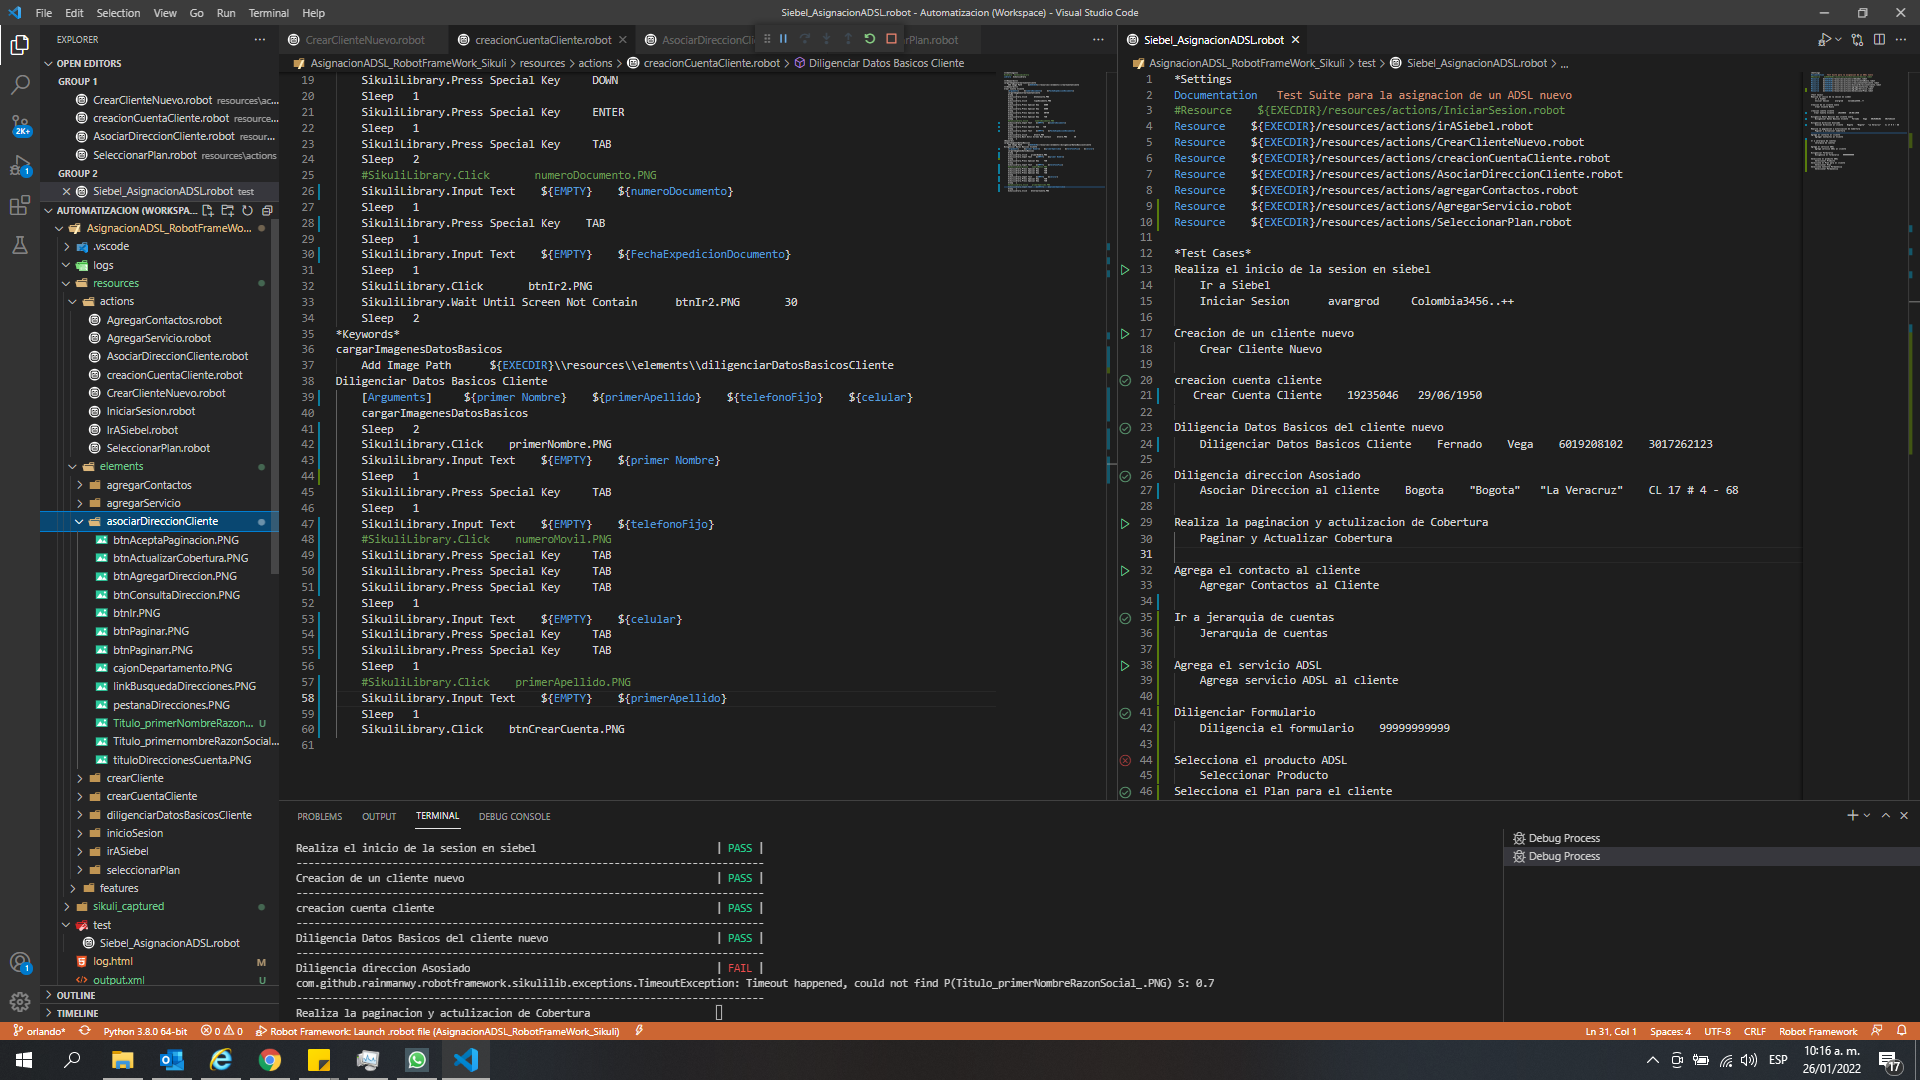 File Edit Selection View Go Run Terminal Help
Siebel_AsignacionADSL.robot - Automatizacion (Workspace) - Visual Studio Code
EXPLORER
OPEN EDITORS
GROUP 1
CrearClienteNuevo.robot resources\ac...
creacionCuentaCliente.robot resource...
AsociarDireccionCliente.robot resour...
SeleccionarPlan.robot resources\actions
GROUP 2
Siebel_AsignacionADSL.robot test
AUTOMATIZACION (WORKSPA...
AsignacionADSL_RobotFrameWo...
.vscode
logs
resources
actions
AgregarContactos.robot
AgregarServicio.robot
AsociarDireccionCliente.robot
creacionCuentaCliente.robot
CrearClienteNuevo.robot
IniciarSesion.robot
IrASiebel.robot
SeleccionarPlan.robot
elements
agregarContactos
agregarServicio
asociarDireccionCliente
btnAceptaPaginacion.PNG
btnActualizarCobertura.PNG
btnAgregarDireccion.PNG
btnConsultaDireccion.PNG
btnIr.PNG
btnPaginar.PNG
btnPaginarr.PNG
cajonDepartamento.PNG
linkBusquedaDirecciones.PNG
pestanaDirecciones.PNG
Titulo_primerNombreRazon... U
Titulo_primernombreRazonSocial...
tituloDireccionesCuenta.PNG
crearCliente
crearCuentaCliente
diligenciarDatosBasicosCliente
inicioSesion
irASiebel
seleccionarPlan
features
sikuli_captured
test
Siebel_AsignacionADSL.robot
log.html M
output.xml U
OUTLINE
TIMELINE
2K+
1
1
CrearClienteNuevo.robot
creacionCuentaCliente.robot
AsociarDireccionCl
rPlan.robot
AsignacionADSL_RobotFrameWork_Sikuli > resources > actions > creacionCuentaCliente.robot > Diligenciar Datos Basicos Cliente
19 SikuliLibrary.Press Special Key DOWN
20 Sleep 1
21 SikuliLibrary.Press Special Key ENTER
22 Sleep 1
23 SikuliLibrary.Press Special Key TAB
24 Sleep 2
25 #SikuliLibrary.Click numeroDocumento.PNG
26 SikuliLibrary.Input Text ${EMPTY} ${numeroDocumento}
27 Sleep 1
28 SikuliLibrary.Press Special Key TAB
29 Sleep 1
30 SikuliLibrary.Input Text ${EMPTY} ${FechaExpedicionDocumento}
31 Sleep 1
32 SikuliLibrary.Click btnIr2.PNG
33 SikuliLibrary.Wait Until Screen Not Contain btnIr2.PNG 30
34 Sleep 2
35 *Keywords*
36 cargarImagenesDatosBasicos
37 Add Image Path ${EXECDIR}\\resources\\elements\\diligenciarDatosBasicosCliente
38 Diligenciar Datos Basicos Cliente
39 [Arguments] ${primer Nombre} ${primerApellido} ${telefonoFijo} ${celular}
40 cargarImagenesDatosBasicos
41 Sleep 2
42 SikuliLibrary.Click primerNombre.PNG
43 SikuliLibrary.Input Text ${EMPTY} ${primer Nombre}
44 Sleep 1
45 SikuliLibrary.Press Special Key TAB
46 Sleep 1
47 SikuliLibrary.Input Text ${EMPTY} ${telefonoFijo}
48 #SikuliLibrary.Click numeroMovil.PNG
49 SikuliLibrary.Press Special Key TAB
50 SikuliLibrary.Press Special Key TAB
51 SikuliLibrary.Press Special Key TAB
52 Sleep 1
53 SikuliLibrary.Input Text ${EMPTY} ${celular}
54 SikuliLibrary.Press Special Key TAB
55 SikuliLibrary.Press Special Key TAB
56 Sleep 1
57 #SikuliLibrary.Click primerApellido.PNG
58 SikuliLibrary.Input Text ${EMPTY} ${primerApellido}
59 Sleep 1
60 SikuliLibrary.Click btnCrearCuenta.PNG
61
Siebel_AsignacionADSL.robot
AsignacionADSL_RobotFrameWork_Sikuli > test > Siebel_AsignacionADSL.robot > ...
1 *Settings
2 Documentation Test Suite para la asignacion de un ADSL nuevo
3 #Resource ${EXECDIR}/resources/actions/IniciarSesion.robot
4 Resource ${EXECDIR}/resources/actions/irASiebel.robot
5 Resource ${EXECDIR}/resources/actions/CrearClienteNuevo.robot
6 Resource ${EXECDIR}/resources/actions/creacionCuentaCliente.robot
7 Resource ${EXECDIR}/resources/actions/AsociarDireccionCliente.robot
8 Resource ${EXECDIR}/resources/actions/agregarContactos.robot
9 Resource ${EXECDIR}/resources/actions/AgregarServicio.robot
10 Resource ${EXECDIR}/resources/actions/SeleccionarPlan.robot
11
12 *Test Cases*
13 Realiza el inicio de la sesion en siebel
14 Ir a Siebel
15 Iniciar Sesion avargrod Colombia3456..++
16
17 Creacion de un cliente nuevo
18 Crear Cliente Nuevo
19
20 creacion cuenta cliente
21 Crear Cuenta Cliente 19235046 29/06/1950
22
23 Diligencia Datos Basicos del cliente nuevo
24 Diligenciar Datos Basicos Cliente Fernado Vega 6019208102 3017262123
25
26 Diligencia direccion Asosiado
27 Asociar Direccion al cliente Bogota "Bogota" "La Veracruz" CL 17 # 4 - 68
28
29 Realiza la paginacion y actulizacion de Cobertura
30 Paginar y Actualizar Cobertura
31
32 Agrega el contacto al cliente
33 Agregar Contactos al Cliente
34
35 Ir a jerarquia de cuentas
36 Jerarquia de cuentas
37
38 Agrega el servicio ADSL
39 Agrega servicio ADSL al cliente
40
41 Diligenciar Formulario
42 Diligencia el formulario 99999999999
43
44 Selecciona el producto ADSL
45 Seleccionar Producto
46 Selecciona el Plan para el cliente
PROBLEMS OUTPUT TERMINAL DEBUG CONSOLE
Realiza el inicio de la sesion en siebel | PASS |
------------------------------------------------------------------------------
Creacion de un cliente nuevo | PASS |
------------------------------------------------------------------------------
creacion cuenta cliente | PASS |
------------------------------------------------------------------------------
Diligencia Datos Basicos del cliente nuevo | PASS |
------------------------------------------------------------------------------
Diligencia direccion Asosiado | FAIL |
com.github.rainmanwy.robotframework.sikulilib.exceptions.TimeoutException: Timeout happened, could not find P(Titulo_primerNombreRazonSocial_.PNG) S: 0.7
------------------------------------------------------------------------------
Realiza la paginacion y actulizacion de Cobertura
Debug Process
Debug Process
orlando* Python 3.8.0 64-bit 0 0 Robot Framework: Launch .robot file (AsignacionADSL_RobotFrameWork_Sikuli)
Ln 31, Col 1 Spaces: 4 UTF-8 CRLF Robot Framework
ESP
10:16 a. m.
26/01/2022
17